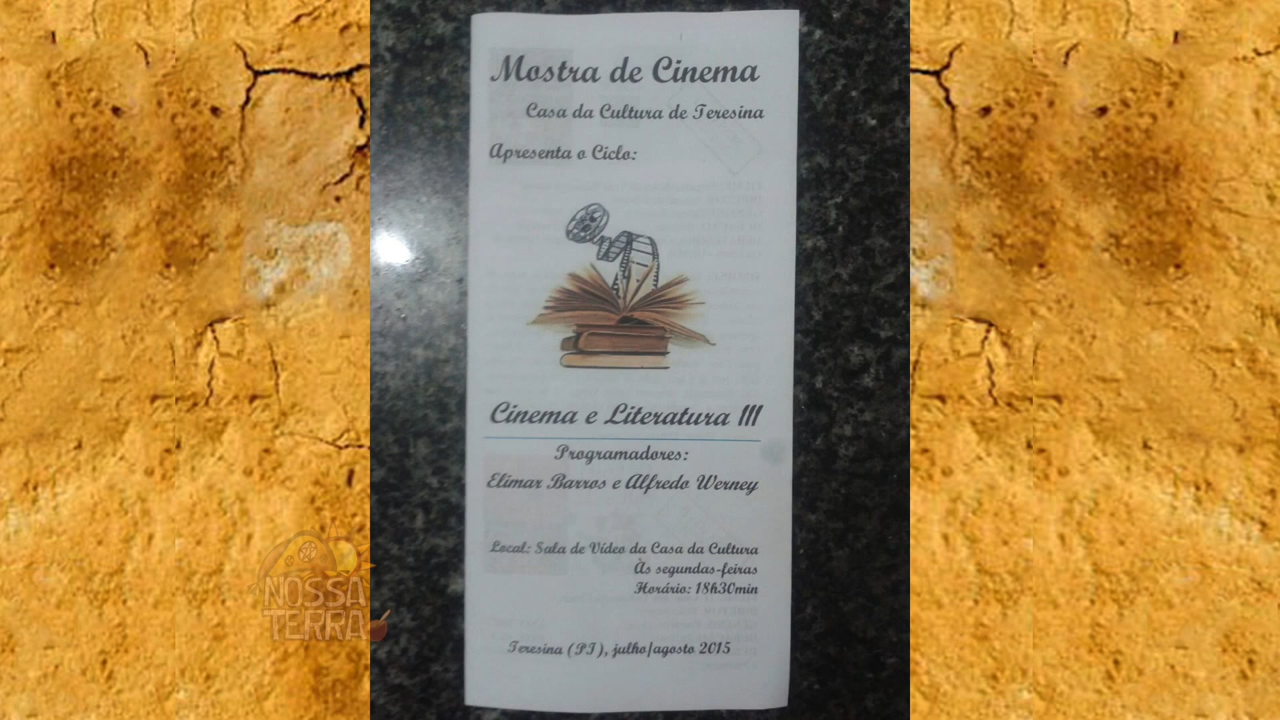 Mostra de Cinema
Casa da Cultura de Teresina
Apresenta o Ciclo:
Cinema e Literatura III
Programadores:
Elimar Barros e Alfredo Werney
Local: Sala de Vídeo da Casa da Cultura
Às segundas-feiras
Horário: 18h30min
Teresina (PI), julho/agosto 2015
NOSSA
TERRA